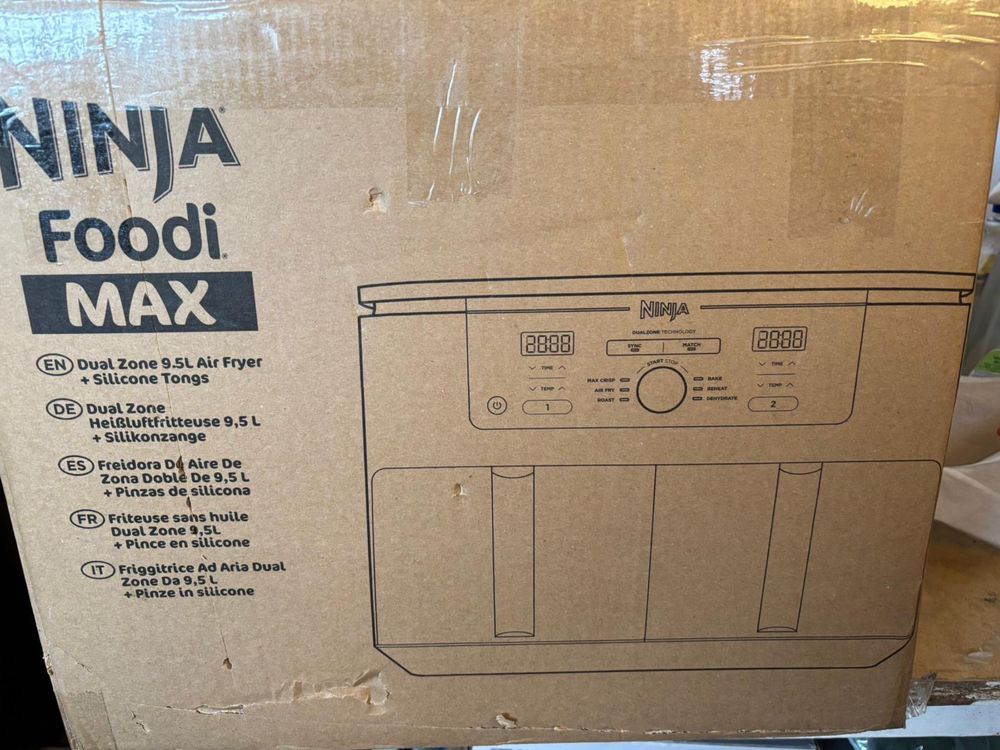 NINJA®
Foodi®
MAX
EN Dual Zone 9.5L Air Fryer
+ Silicone Tongs
DE Dual Zone
Heißluftfritteuse 9,5 L
+ Silikonzange
ES Freidora De Aire De
Zona Doble De 9,5 L
+ Pinzas de silicona
FR Friteuse sans huile
Dual Zone 9,5L
+ Pince en silicone
IT Friggitrice Ad Aria Dual
Zone Da 9,5 L
+ Pinze in silicone
NINJA
DUALZONE TECHNOLOGY
88:88
SYNC
MATCH
88:88
TIME
START STOP
TIME
TEMP
MAX CRISP
AIR FRY
ROAST
BAKE
REHEAT
DEHYDRATE
TEMP
1
2